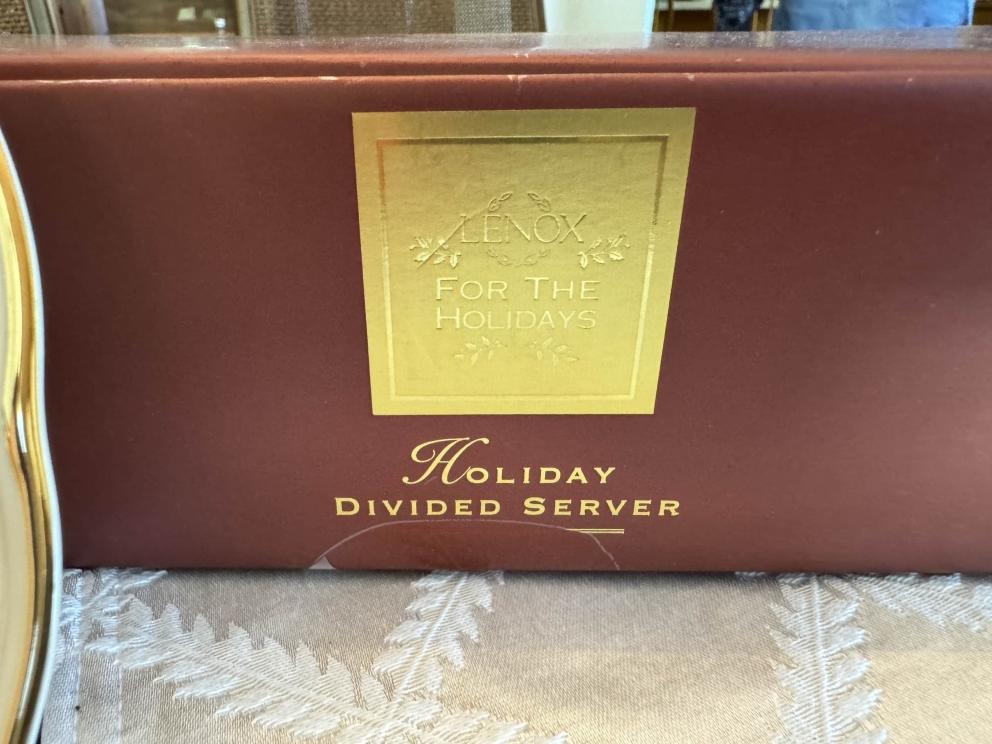 LENOX
FOR THE
HOLIDAYS
HOLIDAY
DIVIDED SERVER